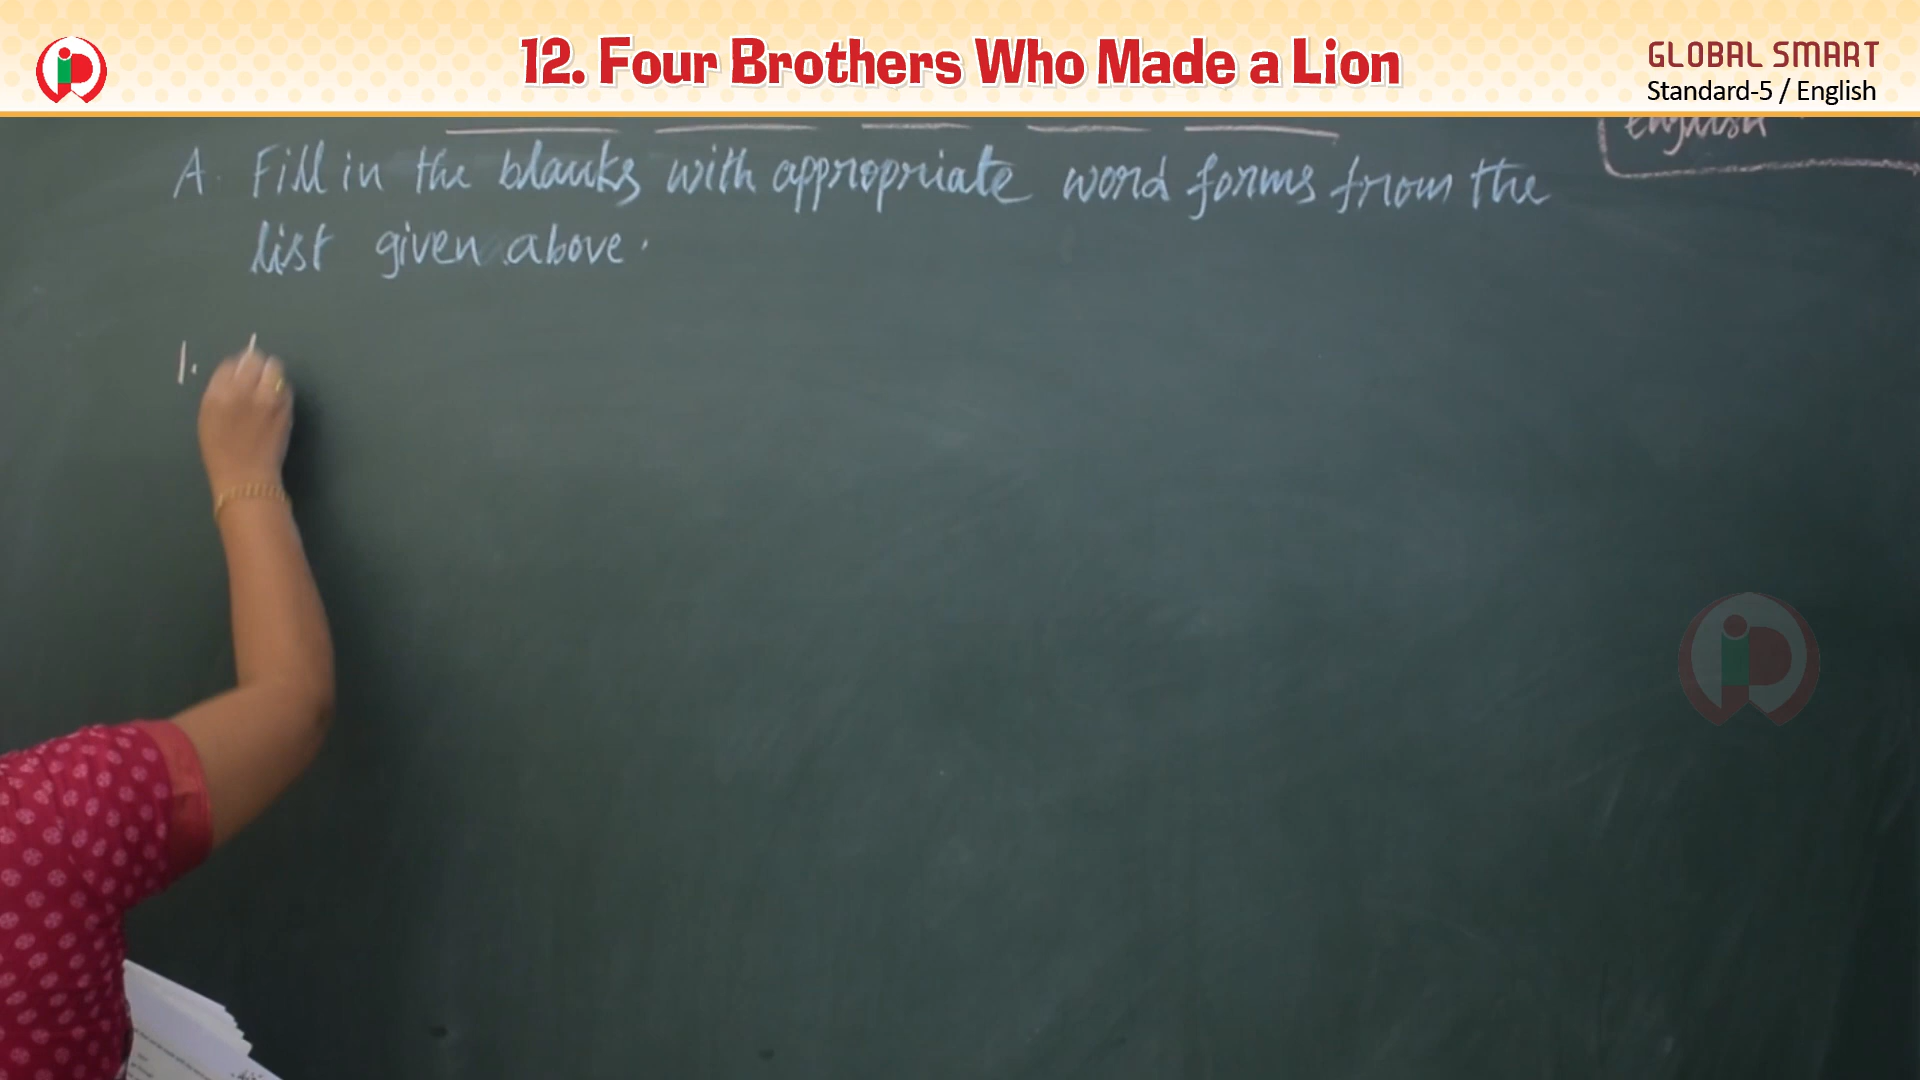 12. Four Brothers Who Made a Lion
GLOBAL SMART
Standard-5 / English
English
A. Fill in the blanks with appropriate word forms from the
list given above.
1.